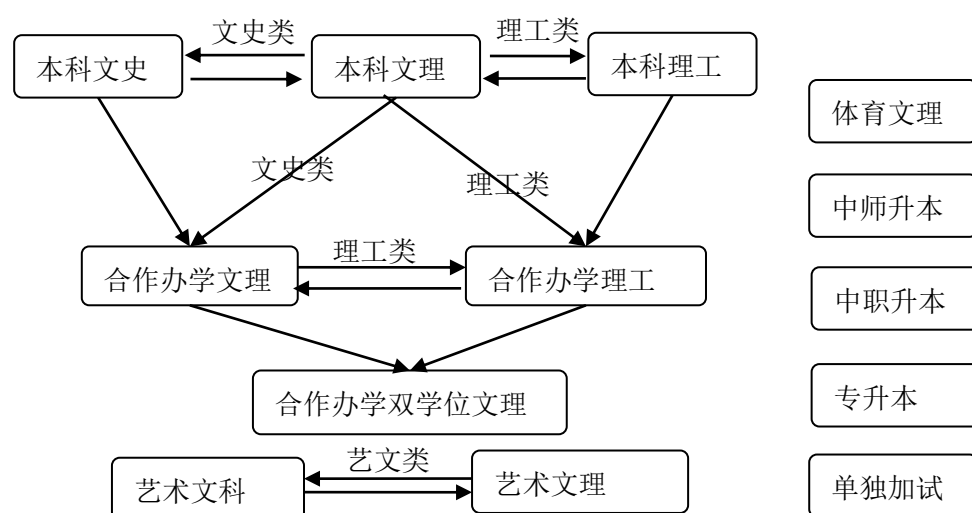 文史类
理工类
本科文史
本科文理
本科理工
体育文理
文史类
理工类
中师升本
理工类
合作办学文理
合作办学理工
中职升本
合作办学双学位文理
专升本
艺文类
艺术文科
艺术文理
单独加试